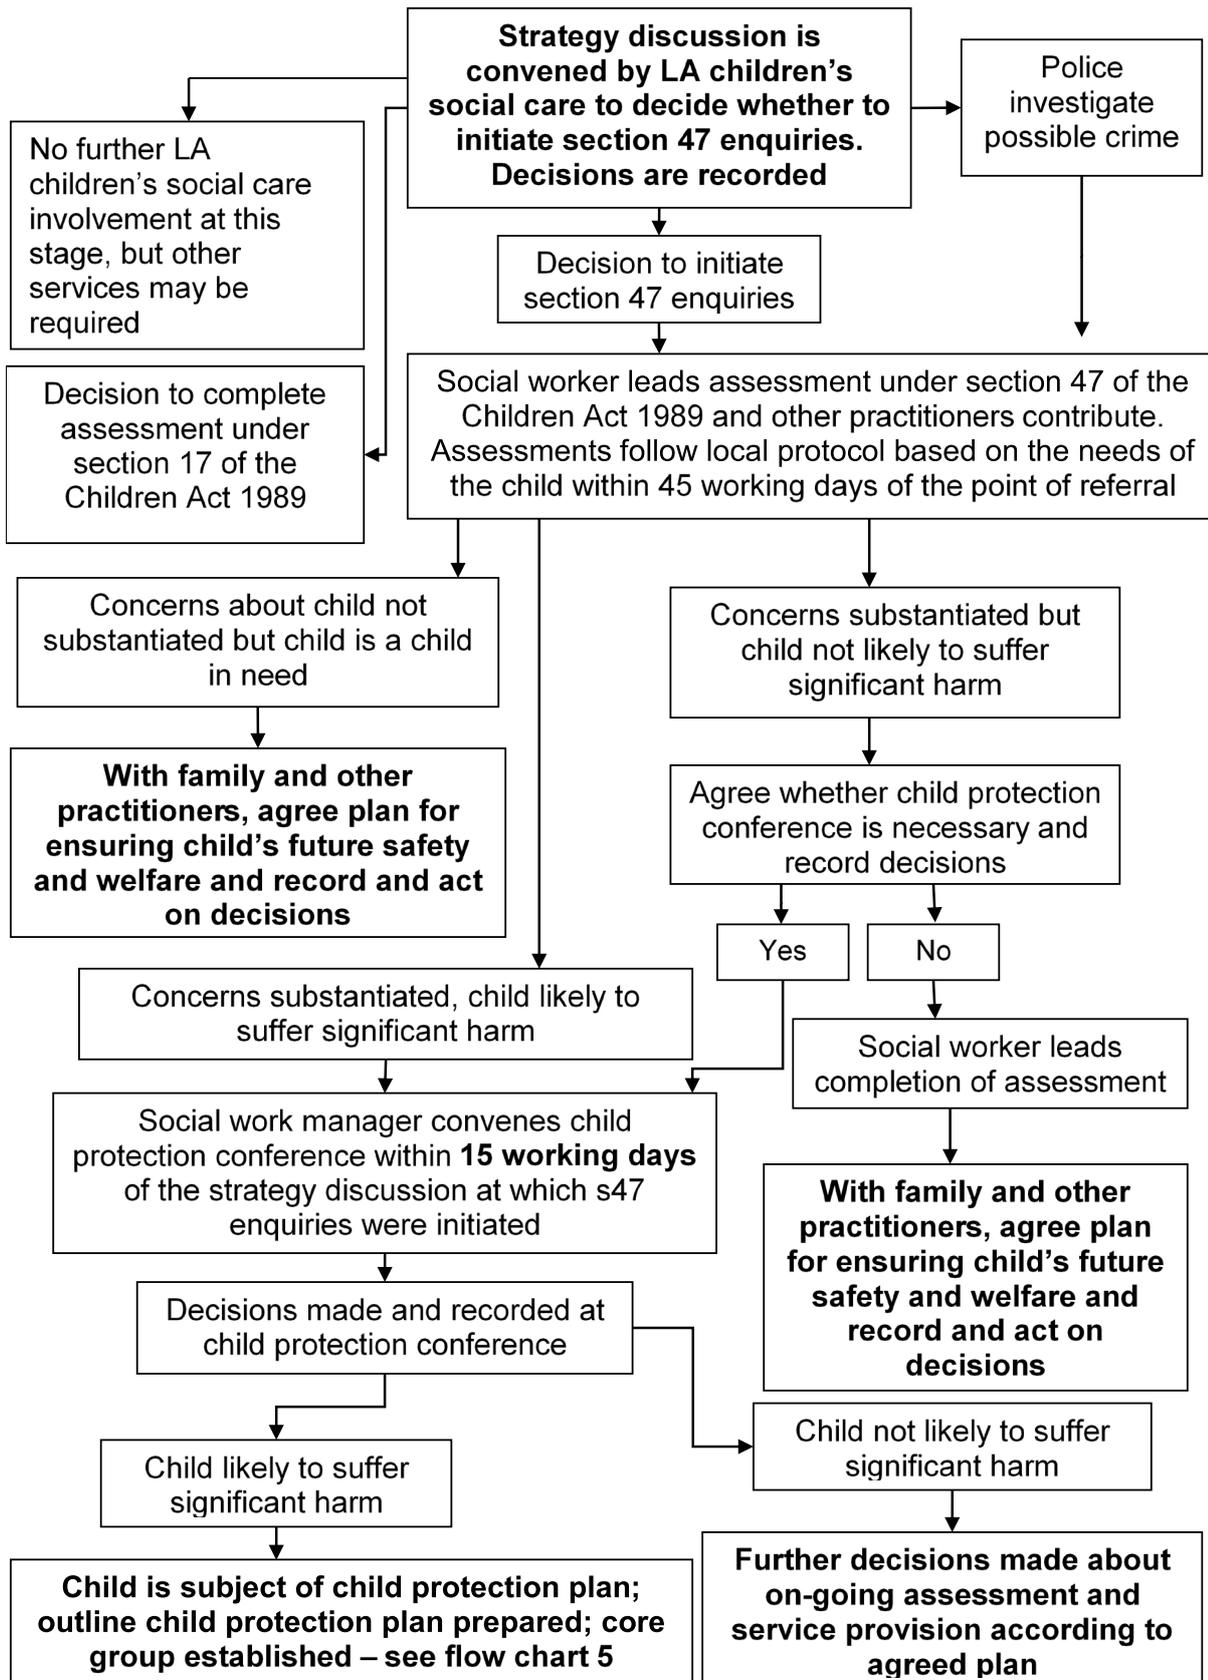 Strategy discussion is
convened by LA children’s
social care to decide whether to
initiate section 47 enquiries.
Decisions are recorded
Police
investigate
possible crime
No further LA
children’s social care
involvement at this
stage, but other
services may be
required
Decision to initiate
section 47 enquiries
Decision to complete
assessment under
section 17 of the
Children Act 1989
Social worker leads assessment under section 47 of the
Children Act 1989 and other practitioners contribute.
Assessments follow local protocol based on the needs of
the child within 45 working days of the point of referral
Concerns about child not
substantiated but child is a child
in need
Concerns substantiated but
child not likely to suffer
significant harm
With family and other
practitioners, agree plan for
ensuring child’s future safety
and welfare and record and act
on decisions
Agree whether child protection
conference is necessary and
record decisions
Yes
No
Concerns substantiated, child likely to
suffer significant harm
Social worker leads
completion of assessment
Social work manager convenes child
protection conference within 15 working days
of the strategy discussion at which s47
enquiries were initiated
With family and other
practitioners, agree plan
for ensuring child’s future
safety and welfare and
record and act on
decisions
Decisions made and recorded at
child protection conference
Child not likely to suffer
significant harm
Child likely to suffer
significant harm
Further decisions made about
on-going assessment and
service provision according to
agreed plan
Child is subject of child protection plan;
outline child protection plan prepared; core
group established – see flow chart 5